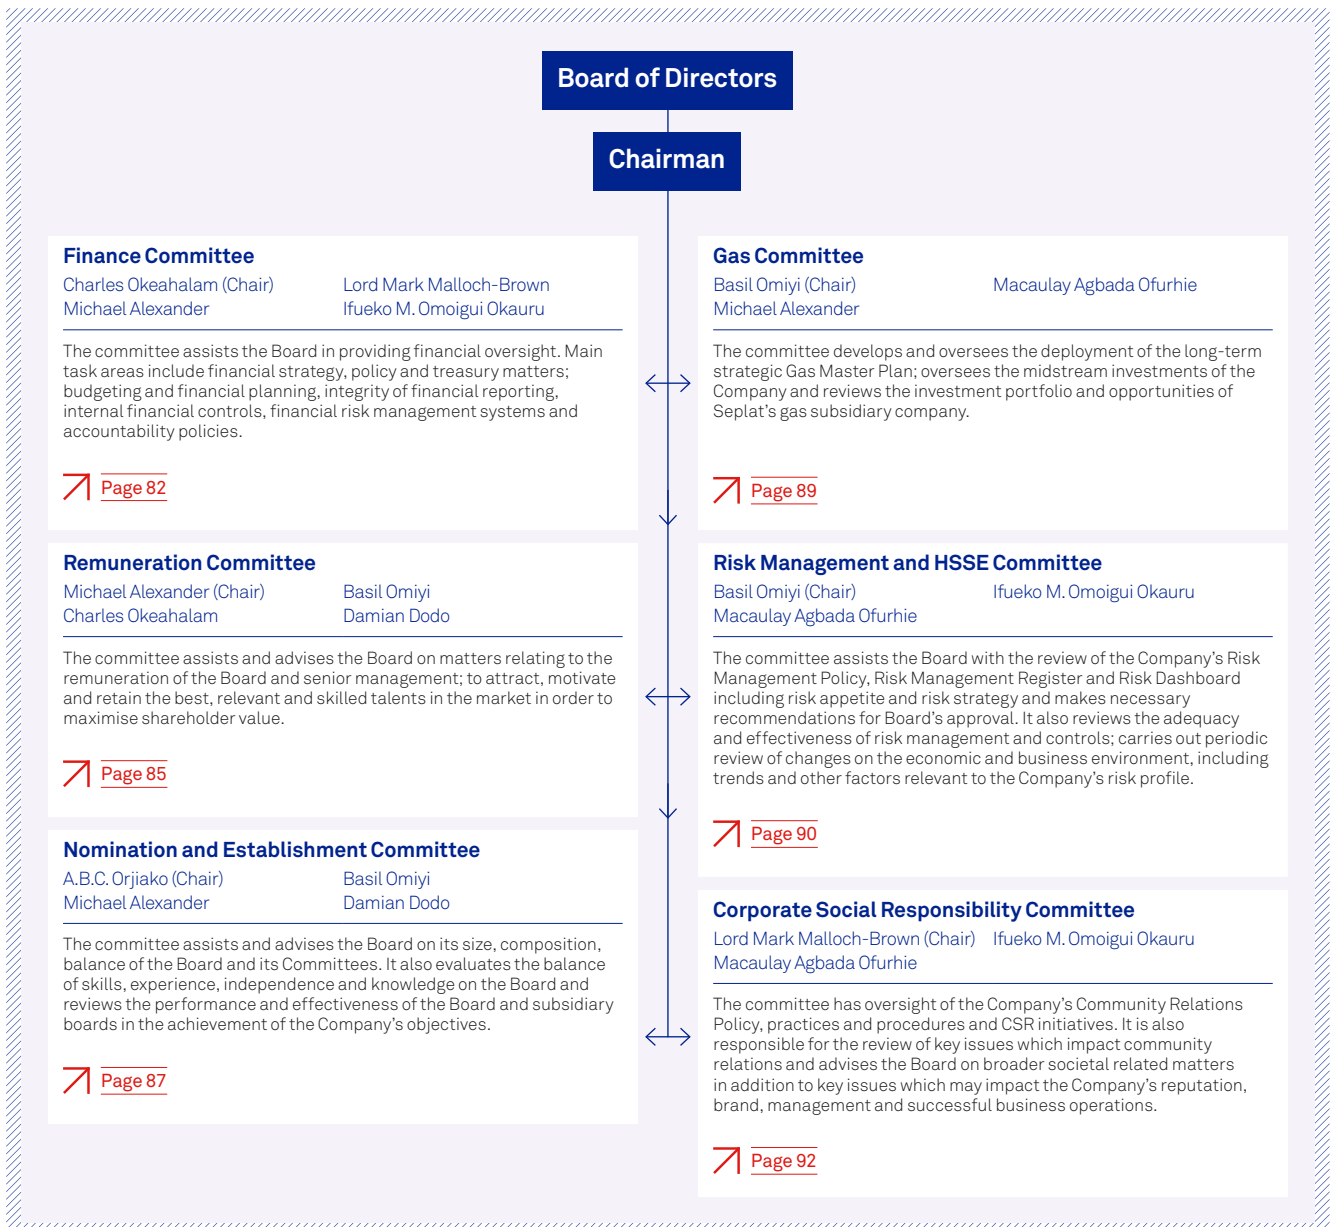 Board of Directors
Chairman
Finance Committee
Charles Okeahalam (Chair)
Michael Alexander
Lord Mark Malloch-Brown
Ifueko M. Omoigui Okauru
The committee assists the Board in providing financial oversight. Main
task areas include financial strategy, policy and treasury matters;
budgeting and financial planning, integrity of financial reporting,
internal financial controls, financial risk management systems and
accountability policies.
Page 82
Remuneration Committee
Michael Alexander (Chair)
Charles Okeahalam
Basil Omiyi
Damian Dodo
The committee assists and advises the Board on matters relating to the
remuneration of the Board and senior management; to attract, motivate
and retain the best, relevant and skilled talents in the market in order to
maximise shareholder value.
Page 85
Nomination and Establishment Committee
A.B.C. Orjiako (Chair)
Michael Alexander
Basil Omiyi
Damian Dodo
The committee assists and advises the Board on its size, composition,
balance of the Board and its Committees. It also evaluates the balance
of skills, experience, independence and knowledge on the Board and
reviews the performance and effectiveness of the Board and subsidiary
boards in the achievement of the Company's objectives.
Page 87
Gas Committee
Basil Omiyi (Chair)
Michael Alexander
Macaulay Agbada Ofurhie
The committee develops and oversees the deployment of the long-term
strategic Gas Master Plan; oversees the midstream investments of the
Company and reviews the investment portfolio and opportunities of
Seplat's gas subsidiary company.
Page 89
Risk Management and HSSE Committee
Basil Omiyi (Chair)
Macaulay Agbada Ofurhie
Ifueko M. Omoigui Okauru
The committee assists the Board with the review of the Company's Risk
Management Policy, Risk Management Register and Risk Dashboard
including risk appetite and risk strategy and makes necessary
recommendations for Board's approval. It also reviews the adequacy
and effectiveness of risk management and controls; carries out periodic
review of changes on the economic and business environment, including
trends and other factors relevant to the Company's risk profile.
Page 90
Corporate Social Responsibility Committee
Lord Mark Malloch-Brown (Chair)
Macaulay Agbada Ofurhie
Ifueko M. Omoigui Okauru
The committee has oversight of the Company's Community Relations
Policy, practices and procedures and CSR initiatives. It is also
responsible for the review of key issues which impact community
relations and advises the Board on broader societal related matters
in addition to key issues which may impact the Company's reputation,
brand, management and successful business operations.
Page 92